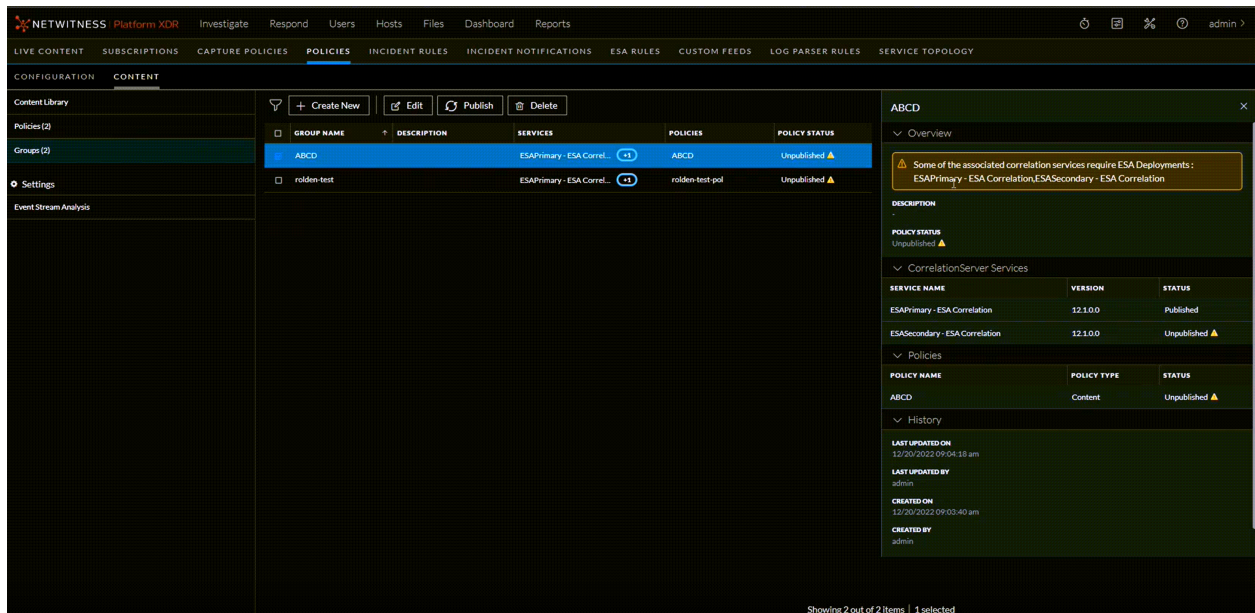 NETWITNESS Platform XDR Investigate Respond Users Hosts Files Dashboard Reports admin >
LIVE CONTENT SUBSCRIPTIONS CAPTURE POLICIES POLICIES INCIDENT RULES INCIDENT NOTIFICATIONS ESA RULES CUSTOM FEEDS LOG PARSER RULES SERVICE TOPOLOGY
CONFIGURATION CONTENT
Content Library
Policies (2)
Groups (2)
Settings
Event Stream Analysis
+ Create New Edit Publish Delete
GROUP NAME ↑ DESCRIPTION SERVICES POLICIES POLICY STATUS
ABCD ESAPrimary - ESA Correl... +1 ABCD Unpublished
rolden-test ESAPrimary - ESA Correl... +1 rolden-test-pol Unpublished
Showing 2 out of 2 items | 1 selected
ABCD
Overview
Some of the associated correlation services require ESA Deployments :
ESAPrimary - ESA Correlation,ESASecondary - ESA Correlation
DESCRIPTION
-
POLICY STATUS
Unpublished
CorrelationServer Services
SERVICE NAME VERSION STATUS
ESAPrimary - ESA Correlation 12.1.0.0 Published
ESASecondary - ESA Correlation 12.1.0.0 Unpublished
Policies
POLICY NAME POLICY TYPE STATUS
ABCD Content Unpublished
History
LAST UPDATED ON
12/20/2022 09:04:18 am
LAST UPDATED BY
admin
CREATED ON
12/20/2022 09:03:40 am
CREATED BY
admin